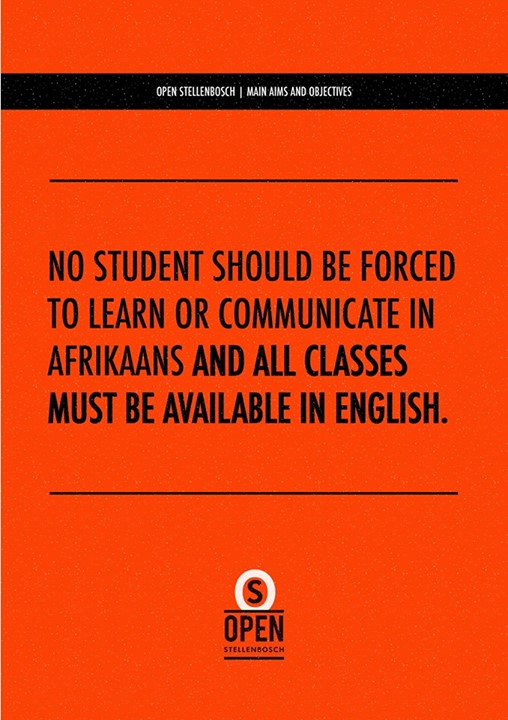 OPEN STELLENBOSCH | MAIN AIMS AND OBJECTIVES
NO STUDENT SHOULD BE FORCED
TO LEARN OR COMMUNICATE IN
AFRIKAANS AND ALL CLASSES
MUST BE AVAILABLE IN ENGLISH.
S
OPEN
STELLENBOSCH